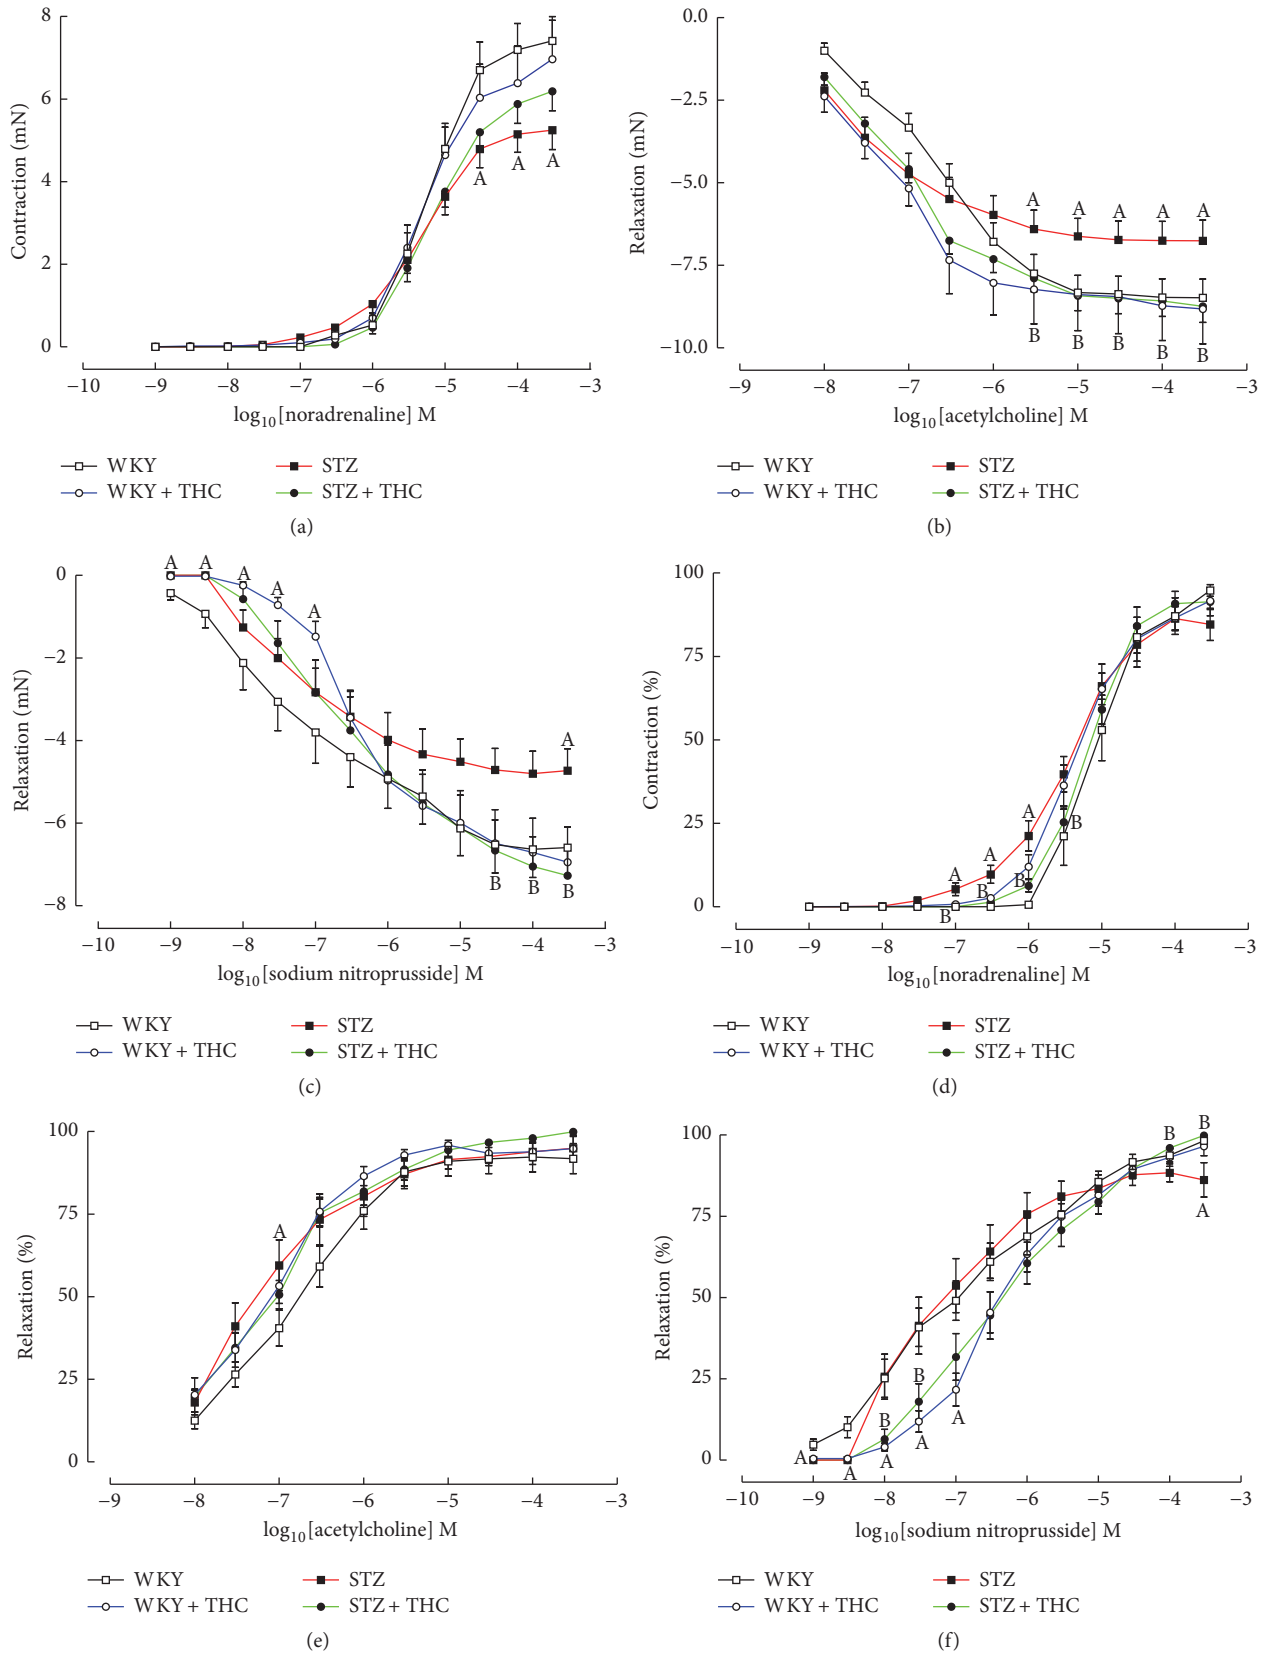 8
6
4
2
0
Contraction (mN)
A A A
−10 −9 −8 −7 −6 −5 −4 −3
log10[noradrenaline] M
WKY STZ
WKY + THC STZ + THC
(a)
0.0
−2.5
−5.0
−7.5
−10.0
Relaxation (mN)
A A A A A
B B B B B
−9 −8 −7 −6 −5 −4 −3
log10[acetylcholine] M
WKY STZ
WKY + THC STZ + THC
(b)
0
−2
−4
−6
−8
Relaxation (mN)
A A A A A A
B B B
−10 −9 −8 −7 −6 −5 −4 −3
log10[sodium nitroprusside] M
WKY STZ
WKY + THC STZ + THC
(c)
100
75
50
25
0
Contraction (%)
A A A
B B B B
−10 −9 −8 −7 −6 −5 −4 −3
log10[noradrenaline] M
WKY STZ
WKY + THC STZ + THC
(d)
100
75
50
25
0
Relaxation (%)
A
−9 −8 −7 −6 −5 −4 −3
log10[acetylcholine] M
WKY STZ
WKY + THC STZ + THC
(e)
100
75
50
25
0
Relaxation (%)
B B B B
A A A A A A
−10 −9 −8 −7 −6 −5 −4 −3
log10[sodium nitroprusside] M
WKY STZ
WKY + THC STZ + THC
(f)